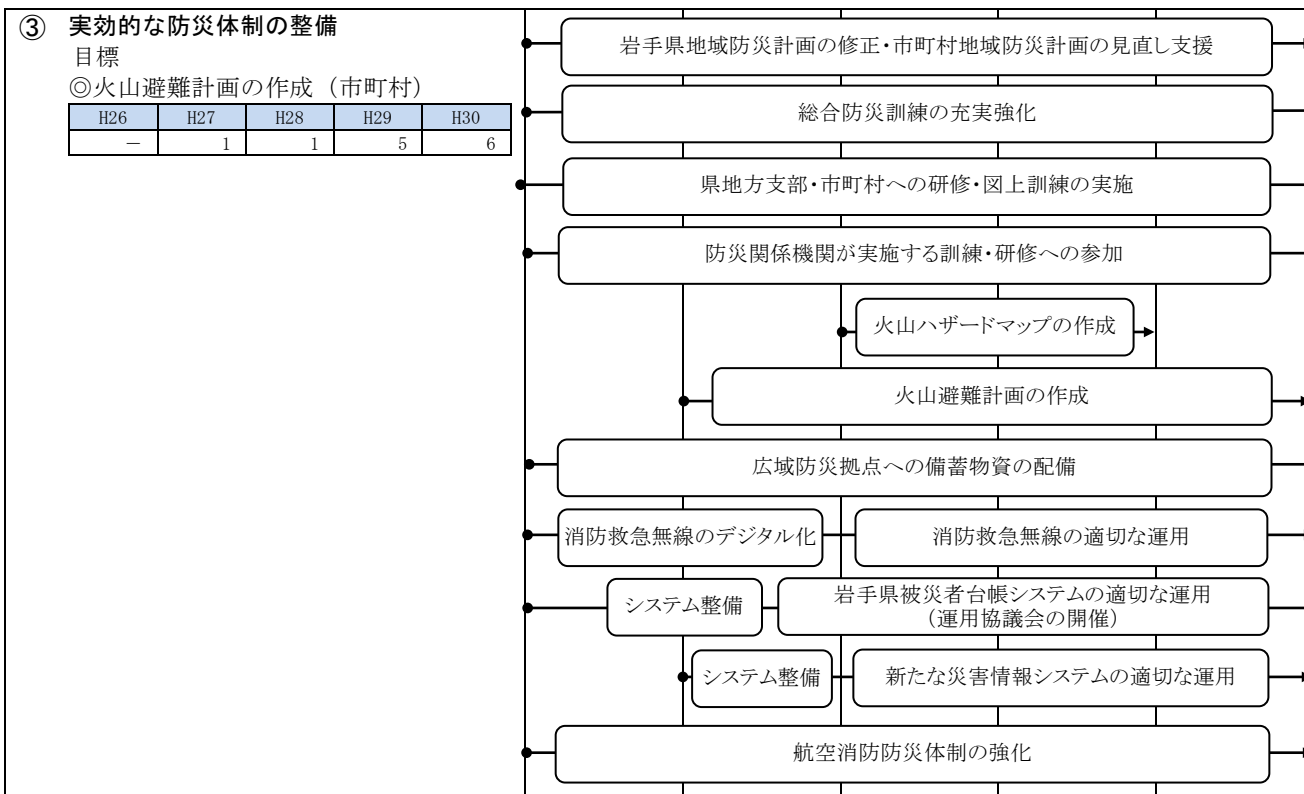 ③ 実効的な防災体制の整備
目標
◎火山避難計画の作成（市町村）
H26 H27 H28 H29 H30
－ 1 1 5 6
岩手県地域防災計画の修正・市町村地域防災計画の見直し支援
総合防災訓練の充実強化
県地方支部・市町村への研修・図上訓練の実施
防災関係機関が実施する訓練・研修への参加
火山ハザードマップの作成
火山避難計画の作成
広域防災拠点への備蓄物資の配備
消防救急無線のデジタル化 消防救急無線の適切な運用
システム整備 岩手県被災者台帳システムの適切な運用
（運用協議会の開催）
システム整備 新たな災害情報システムの適切な運用
航空消防防災体制の強化